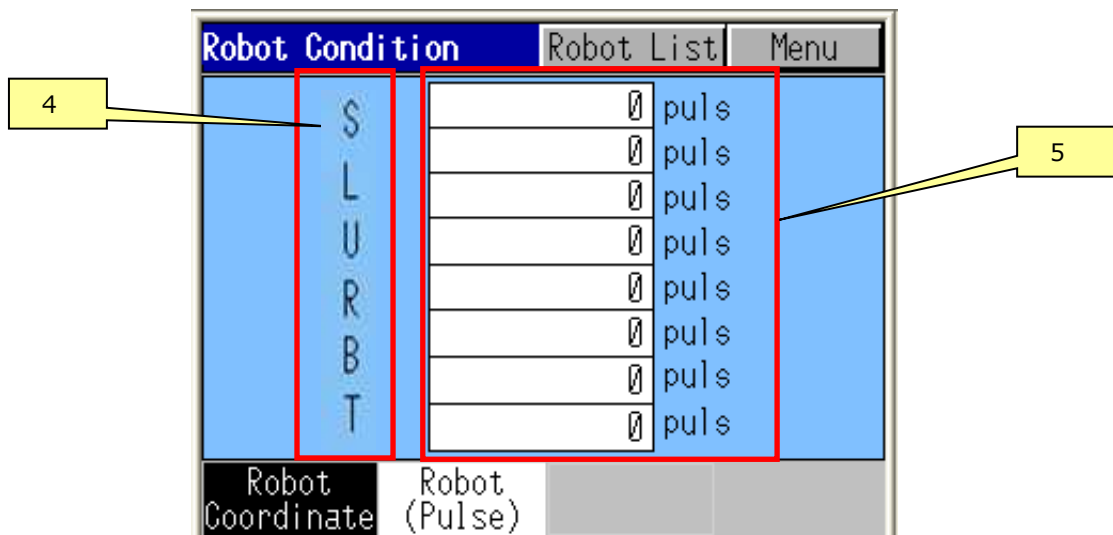 Robot Condition Robot List Menu
4
S
L
U
R
B
T
0 puls
0 puls
0 puls
0 puls
0 puls
0 puls
0 puls
0 puls
5
Robot Coordinate
Robot (Pulse)